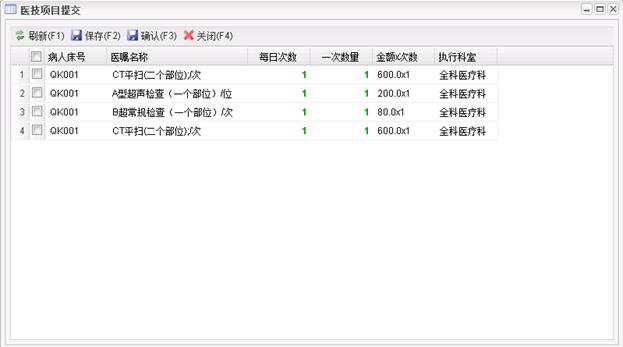 医技项目提交
刷新(F1) 保存(F2) 确认(F3) 关闭(F4)
病人床号 医嘱名称 每日次数 一次数量 金额x次数 执行科室
1 QK001 CT平扫(二个部位)/次 1 1 600.0x1 全科医疗科
2 QK001 A型超声检查（一个部位）/位 1 1 200.0x1 全科医疗科
3 QK001 B超常规检查（一个部位）/次 1 1 80.0x1 全科医疗科
4 QK001 CT平扫(二个部位)/次 1 1 600.0x1 全科医疗科